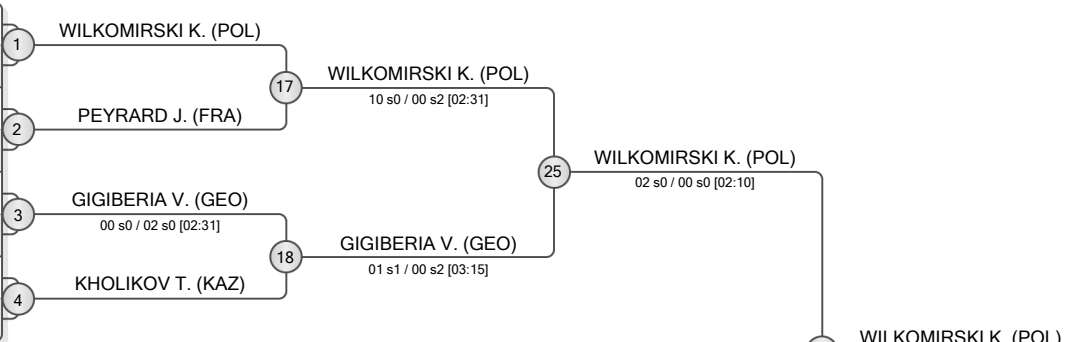 1
WILKOMIRSKI K. (POL)
17
WILKOMIRSKI K. (POL)
10 s0 / 00 s2 [02:31]
2
PEYRARD J. (FRA)
25
WILKOMIRSKI K. (POL)
02 s0 / 00 s0 [02:10]
3
GIGIBERIA V. (GEO)
00 s0 / 02 s0 [02:31]
18
GIGIBERIA V. (GEO)
01 s1 / 00 s2 [03:15]
4
KHOLIKOV T. (KAZ)
WILKOMIRSKI K. (POL)